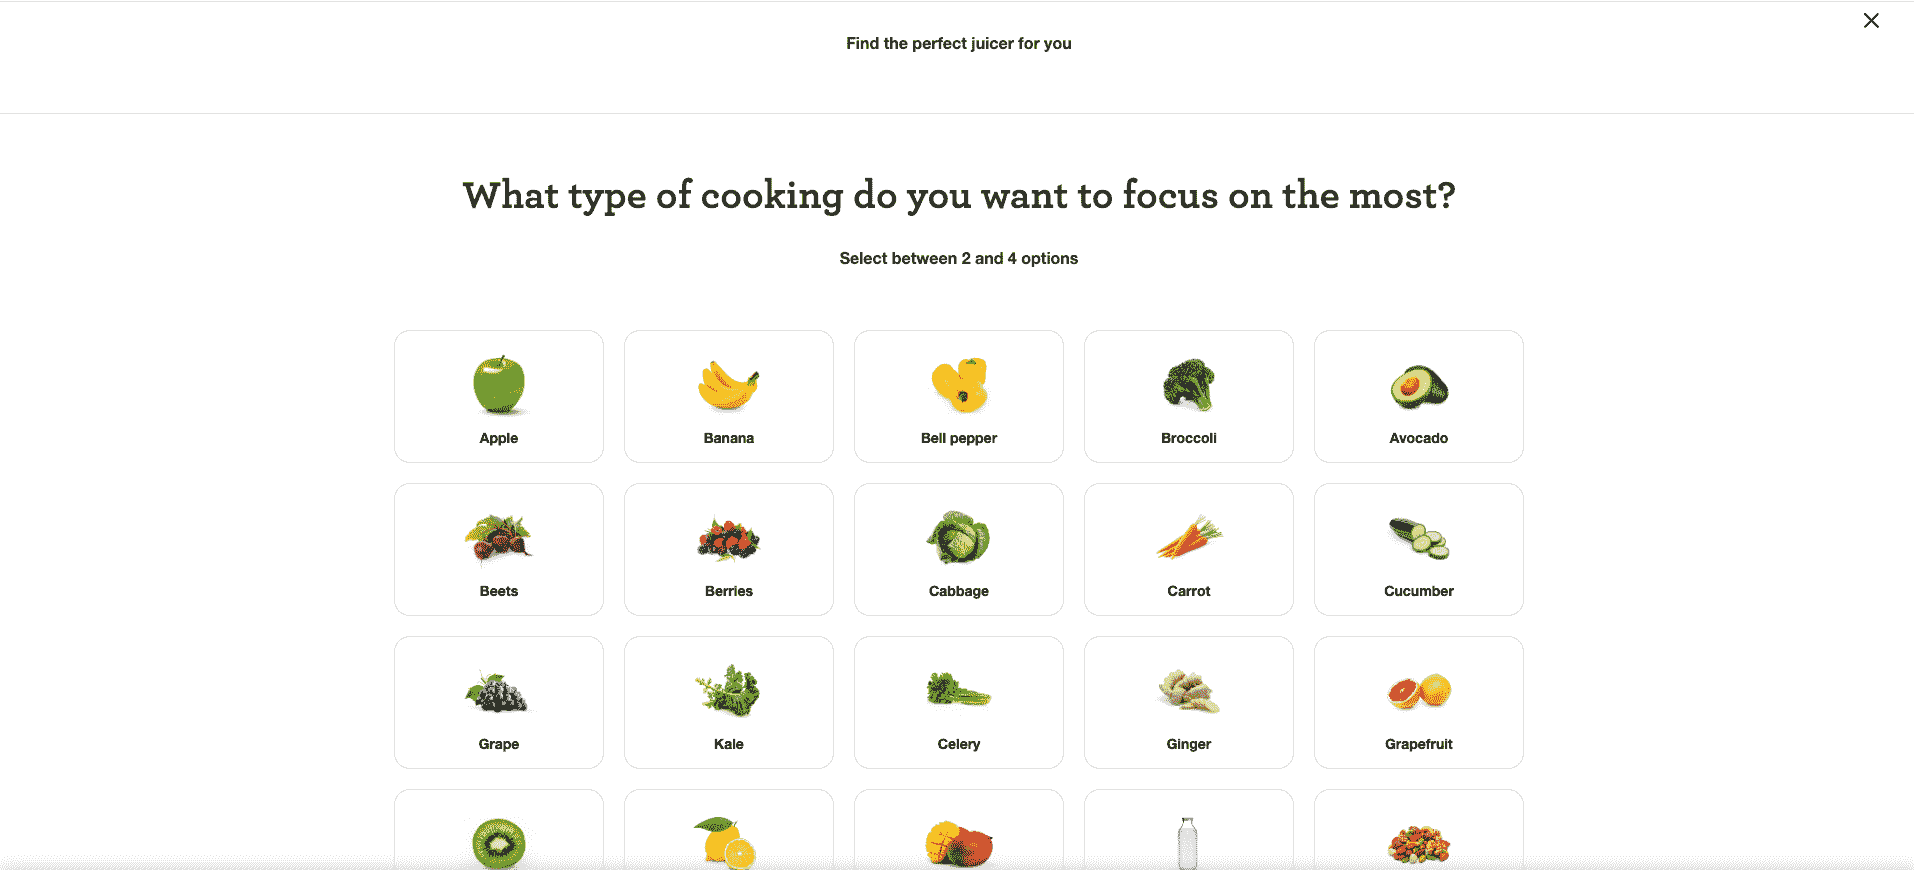 Find the perfect juicer for you
What type of cooking do you want to focus on the most?
Select between 2 and 4 options
Apple
Banana
Bell pepper
Broccoli
Avocado
Beets
Berries
Cabbage
Carrot
Cucumber
Grape
Kale
Celery
Ginger
Grapefruit